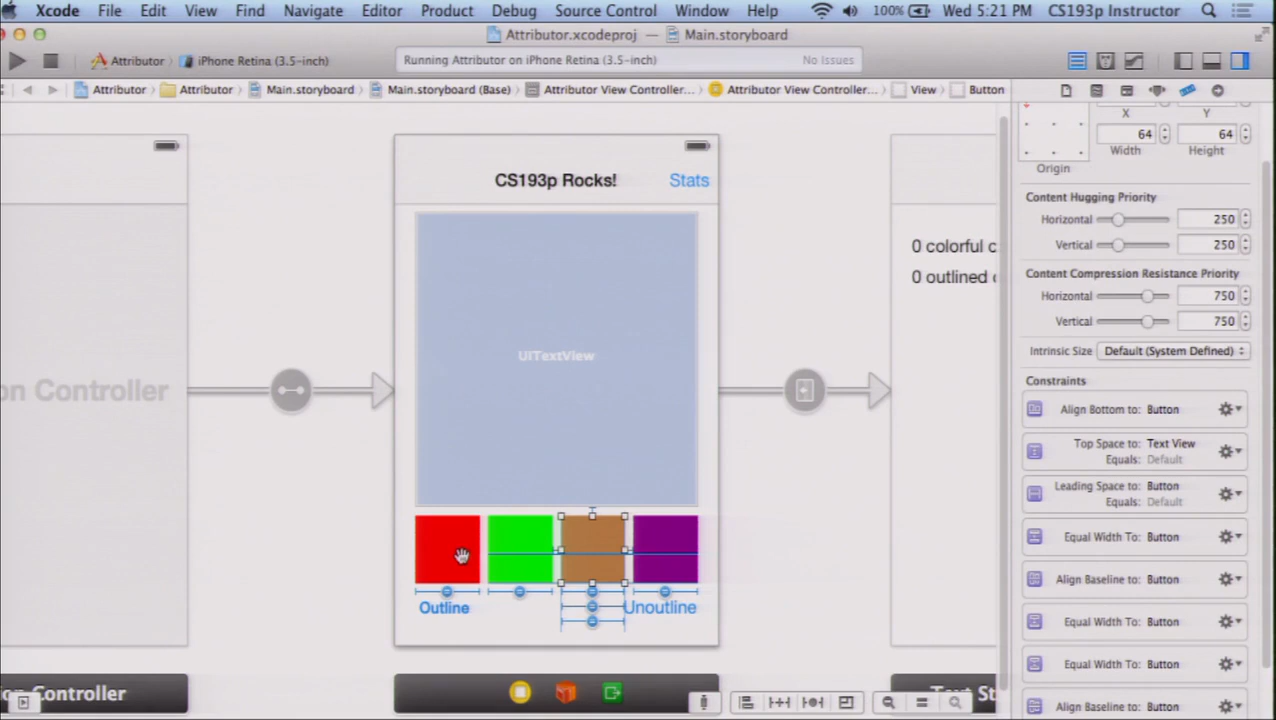 Xcode File Edit View Find Navigate Editor Product Debug Source Control Window Help 100% Wed 5:21 PM CS193p Instructor
Attributor.xcodeproj — Main.storyboard
Attributor iPhone Retina (3.5-inch) Running Attributor on iPhone Retina (3.5-inch) No Issues
Attributor Attributor Main.storyboard Main.storyboard (Base) Attributor View Controller... Attributor View Controller... View Button
X Y
64 64
Width Height
Origin
CS193p Rocks! Stats
Content Hugging Priority
Horizontal 250
Vertical 250
0 colorful c
0 outlined c
Content Compression Resistance Priority
Horizontal 750
Vertical 750
UITextView
Intrinsic Size Default (System Defined)
on Controller
Constraints
Align Bottom to: Button
Top Space to: Text View
Equals: Default
Leading Space to: Button
Equals: Default
Equal Width To: Button
Align Baseline to: Button
Outline Unoutline
Equal Width To: Button
Equal Width To: Button
on Controller
Align Baseline to: Button